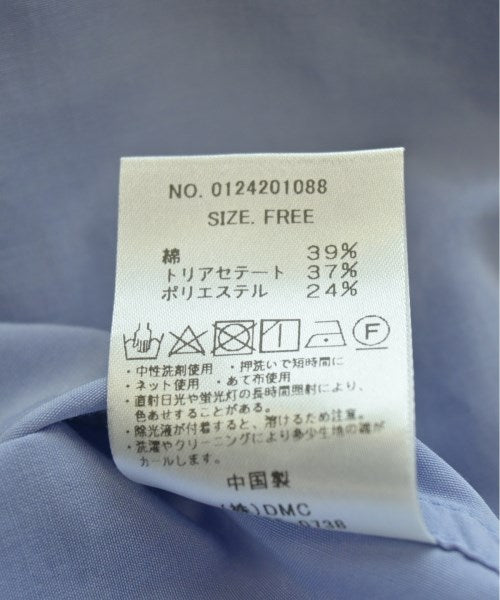 NO. 0124201088
SIZE. FREE
綿 39%
トリアセテート 37%
ポリエステル 24%
F
・中性洗剤使用 ・押洗いで短時間に
・ネット使用 ・あて布使用
・直射日光や蛍光灯の長時間照射により、
色あせすることがある。
・除光液が付着すると、溶けるため注意。
・洗濯やクリーニングにより多少生地の端が
カールします。
中国製
(株)DMC
0738